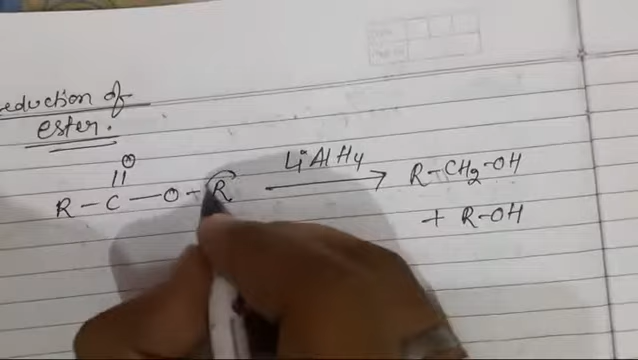 eduction of
ester.
O
||
R-C-O-R LiAlH4 → R-CH2-OH
+ R-OH